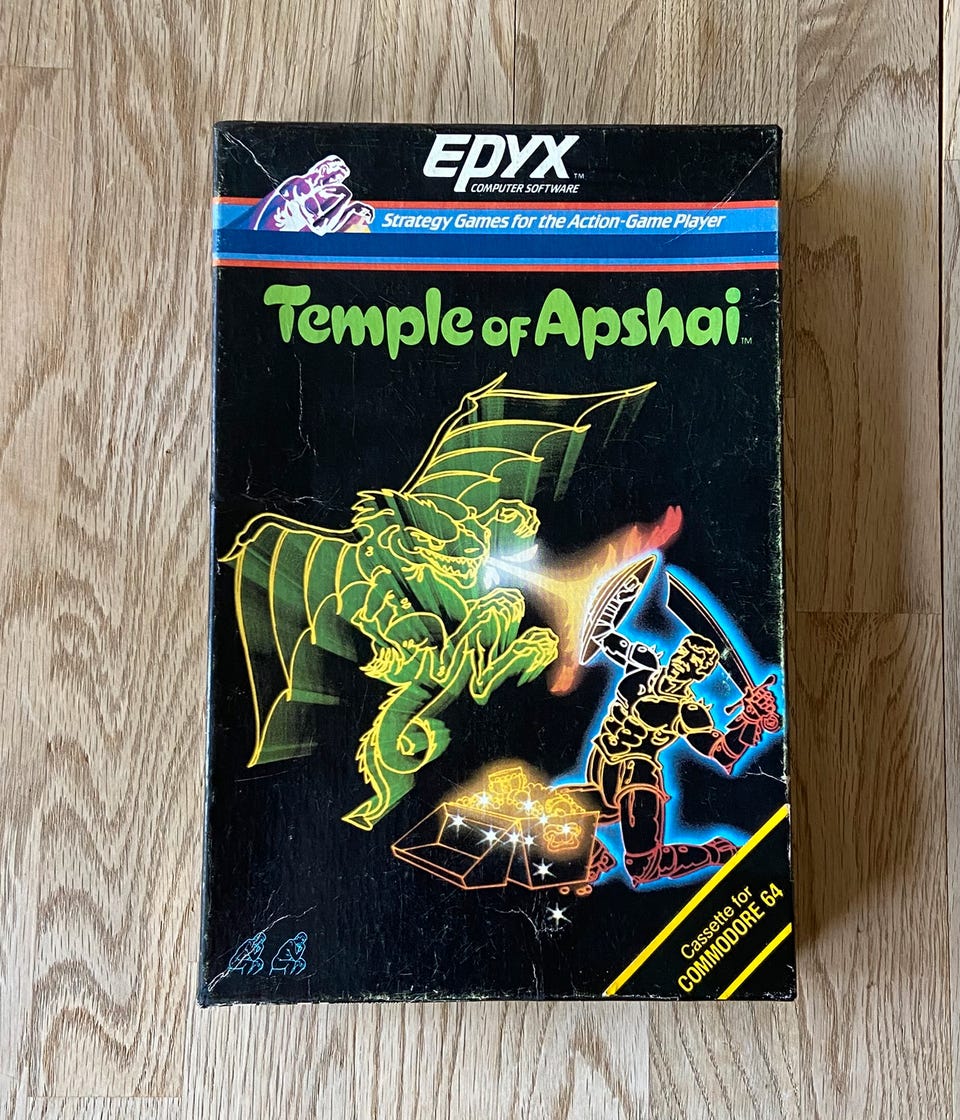 EPYX™
COMPUTER SOFTWARE
Strategy Games for the Action-Game Player
Temple of Apshai™
Cassette for
COMMODORE 64